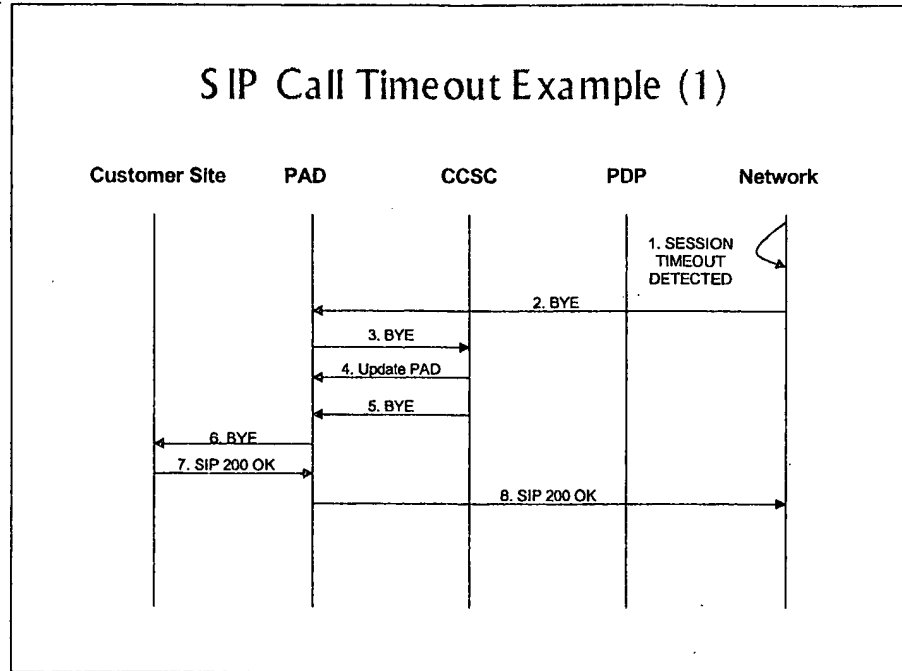 SIP Call Timeout Example (1)
Customer Site PAD CCSC PDP Network
1. SESSION
TIMEOUT
DETECTED
2. BYE
3. BYE
4. Update PAD
5. BYE
6. BYE
7. SIP 200 OK
8. SIP 200 OK